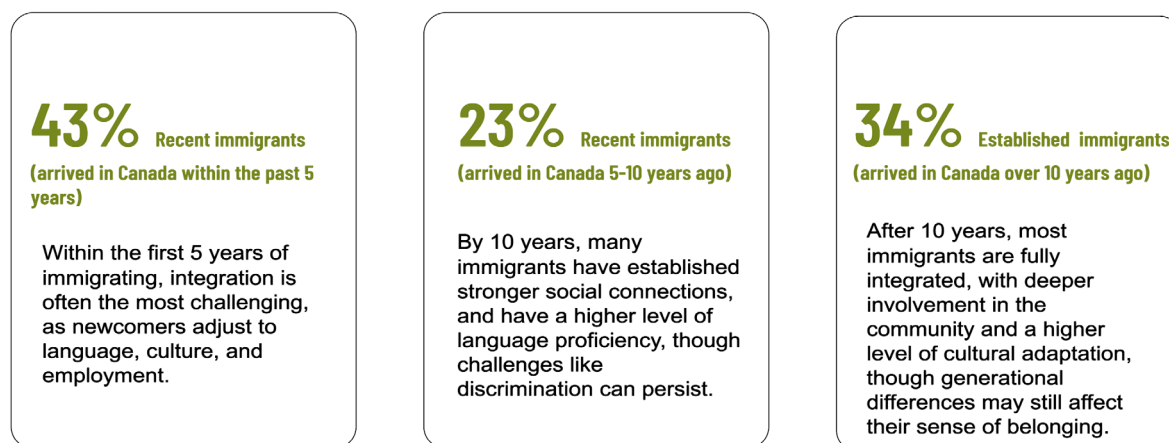 43% Recent immigrants
(arrived in Canada within the past 5
years)
Within the first 5 years of
immigrating, integration is
often the most challenging,
as newcomers adjust to
language, culture, and
employment.
23% Recent immigrants
(arrived in Canada 5-10 years ago)
By 10 years, many
immigrants have established
stronger social connections,
and have a higher level of
language proficiency, though
challenges like
discrimination can persist.
34% Established immigrants
(arrived in Canada over 10 years ago)
After 10 years, most
immigrants are fully
integrated, with deeper
involvement in the
community and a higher
level of cultural adaptation,
though generational
differences may still affect
their sense of belonging.